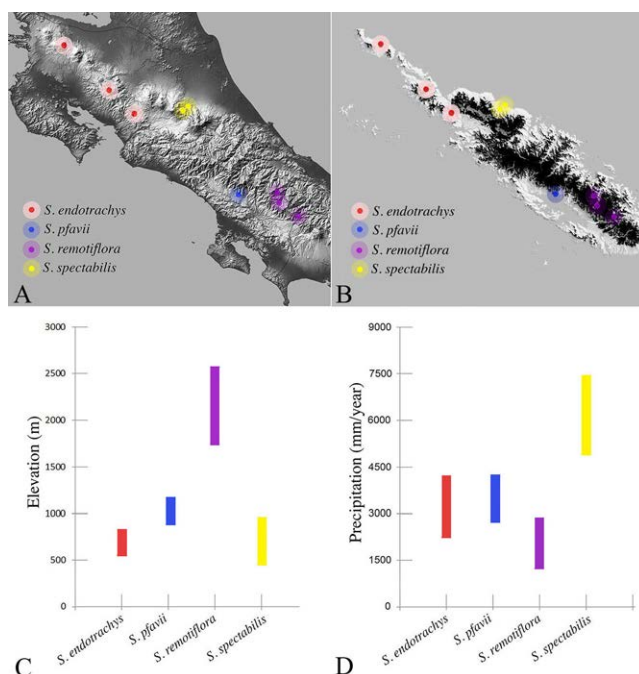 S. endotrachys
S. pfavii
S. remotiflora
S. spectabilis
A
S. endotrachys
S. pfavii
S. remotiflora
S. spectabilis
B
Elevation (m)
3000
2500
2000
1500
1000
500
0
S. endotrachys
S. pfavii
S. remotiflora
S. spectabilis
C
Precipitation (mm/year)
9000
7500
6000
4500
3000
1500
0
S. endotrachys
S. pfavii
S. remotiflora
S. spectabilis
D